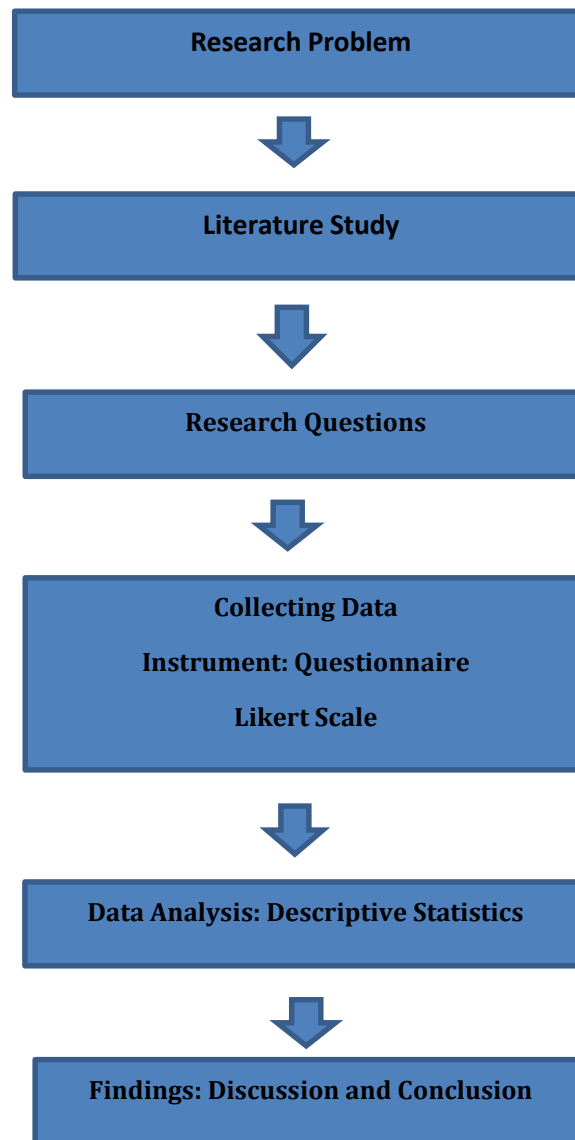 Research Problem
Literature Study
Research Questions
Collecting Data
Instrument: Questionnaire
Likert Scale
Data Analysis: Descriptive Statistics
Findings: Discussion and Conclusion